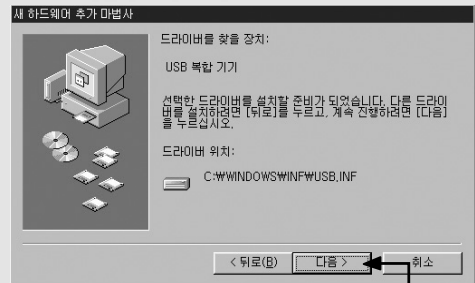 새 하드웨어 추가 마법사
드라이버를 찾을 장치:
USB 복합 기기
선택한 드라이버를 설치할 준비가 되었습니다. 다른 드라이
버를 설치하려면 [뒤로]를 누르고, 계속 진행하려면 [다음]
을 누르십시오.
드라이버 위치:
C:₩WINDOWS₩INF₩USB.INF
< 뒤로(B) 다음 > 취소